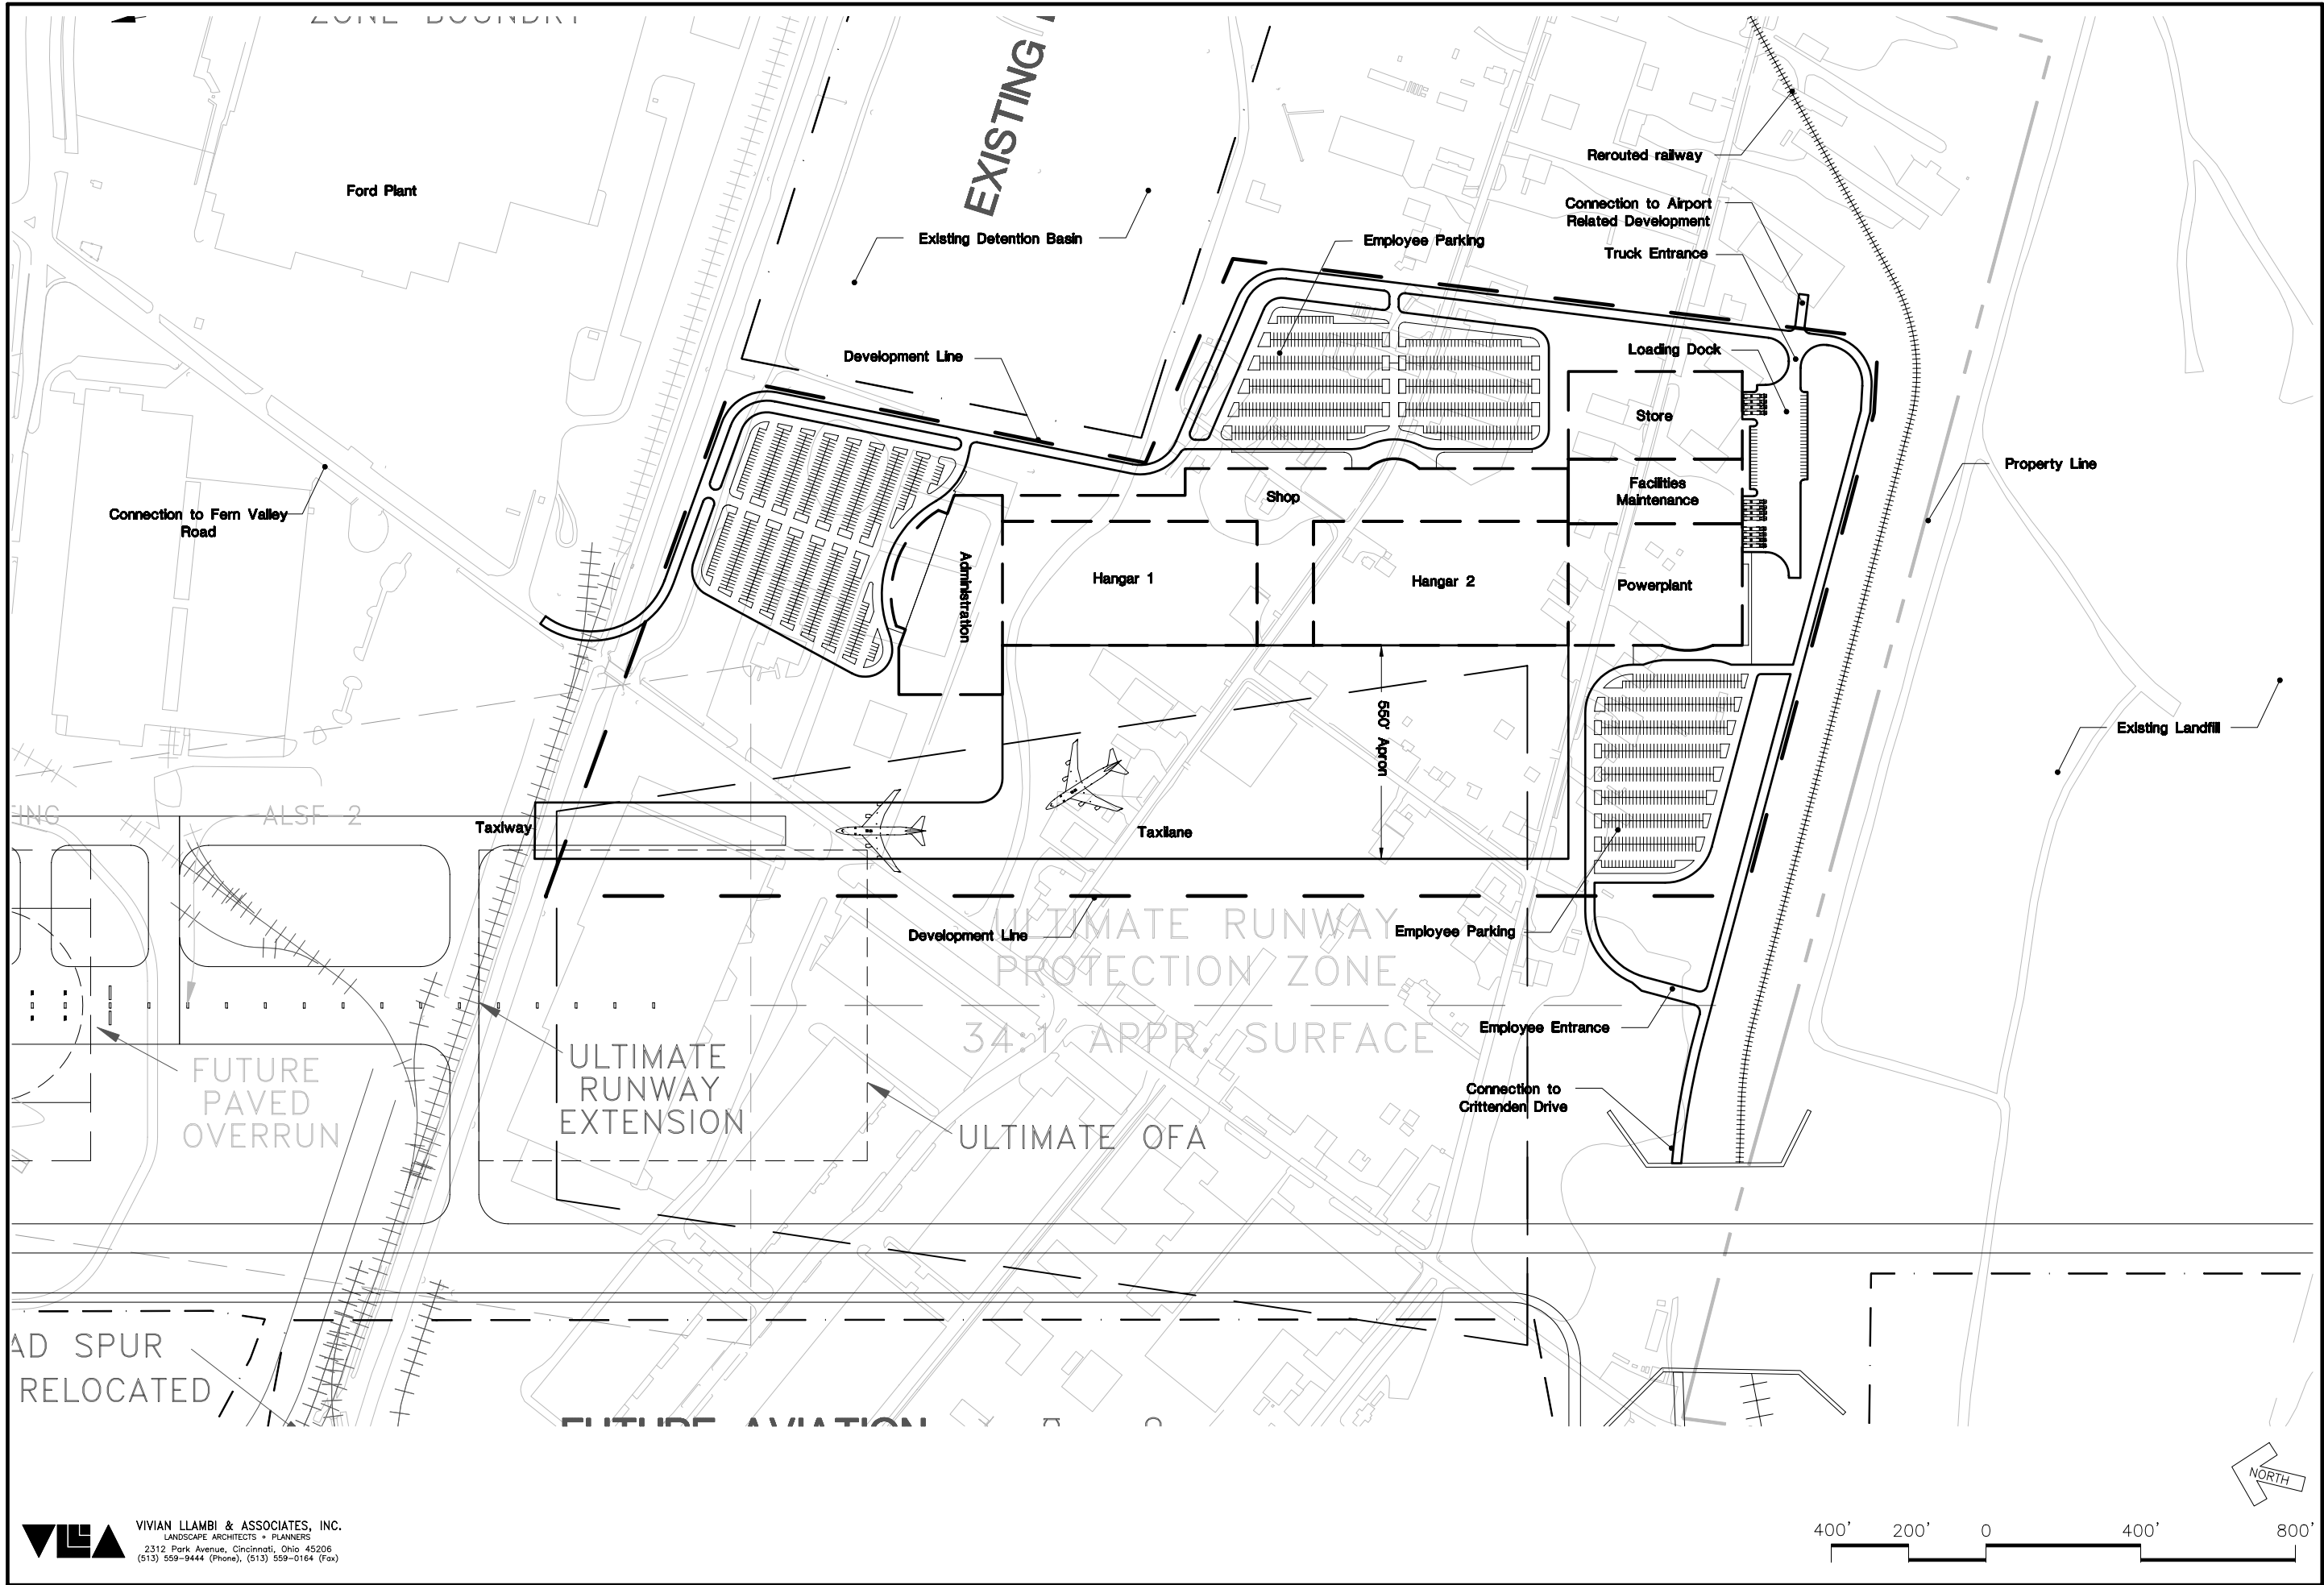 ZONE BOUNDRY
EXISTING
Ford Plant
Rerouted railway
Connection to Airport
Related Development
Existing Detention Basin
Employee Parking
Truck Entrance
Development Line
Loading Dock
Store
Property Line
Facilities
Maintenance
Shop
Connection to Fern Valley
Road
Administration
Hangar 1
Hangar 2
Powerplant
550' Apron
Existing Landfill
ALSF 2
Taxiway
Taxilane
ULTIMATE RUNWAY
PROTECTION ZONE
Development Line
Employee Parking
34:1 APPR. SURFACE
Employee Entrance
FUTURE
PAVED
OVERRUN
ULTIMATE
RUNWAY
EXTENSION
Connection to
Crittenden Drive
ULTIMATE OFA
AD SPUR
RELOCATED
FUTURE AVIATION
NORTH
VLLA
VIVIAN LLAMBI & ASSOCIATES, INC.
LANDSCAPE ARCHITECTS + PLANNERS
2312 Park Avenue, Cincinnati, Ohio 45206
(513) 559-9444 (Phone), (513) 559-0164 (Fax)
400' 200' 0 400' 800'